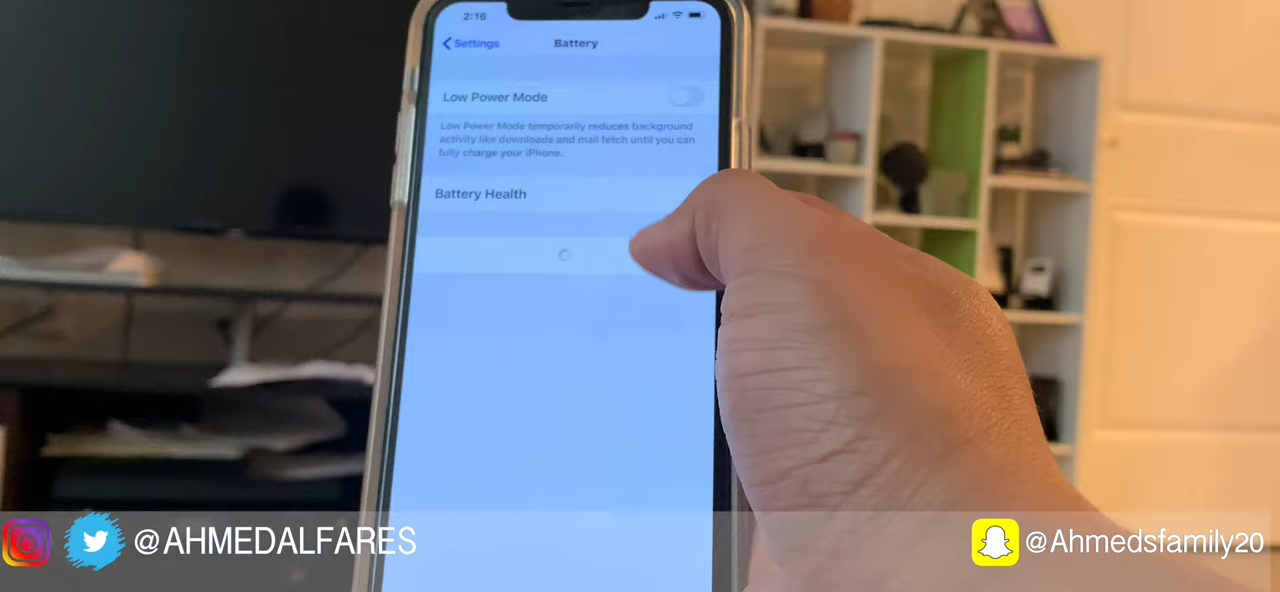 2:16
Settings
Battery
Low Power Mode
Low Power Mode temporarily reduces background
activity like downloads and mail fetch until you can
fully charge your iPhone.
Battery Health
@AHMEDALFARES
@Ahmedsfamily20